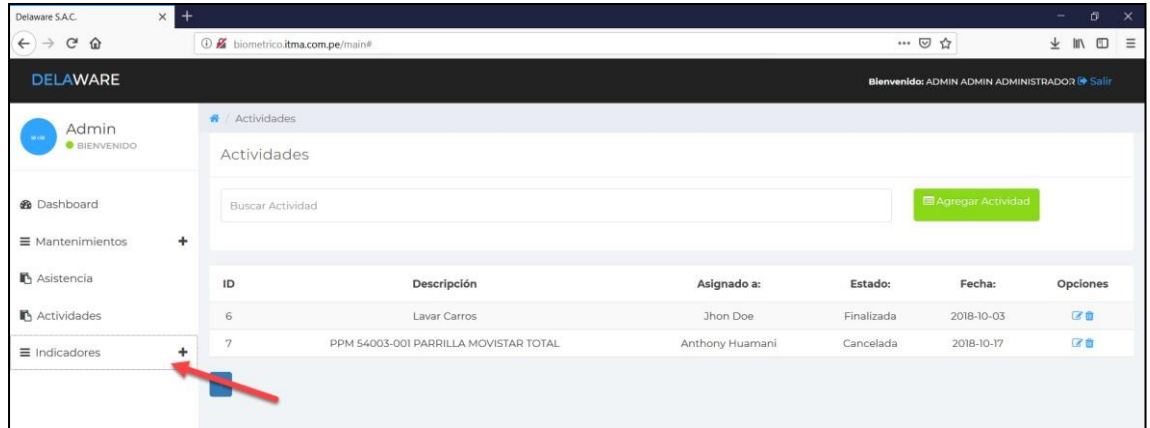 Delaware S.A.C.
biometrico.itma.com.pe/main#
DELAWARE
Bienvenido: ADMIN ADMIN ADMINISTRADOR Salir
Admin
BIENVENIDO
/ Actividades
Actividades
Buscar Actividad
Agregar Actividad
Dashboard
Mantenimientos
Asistencia
Actividades
Indicadores
ID Descripción Asignado a: Estado: Fecha: Opciones
6 Lavar Carros Jhon Doe Finalizada 2018-10-03
7 PPM 54003-001 PARRILLA MOVISTAR TOTAL Anthony Huamani Cancelada 2018-10-17